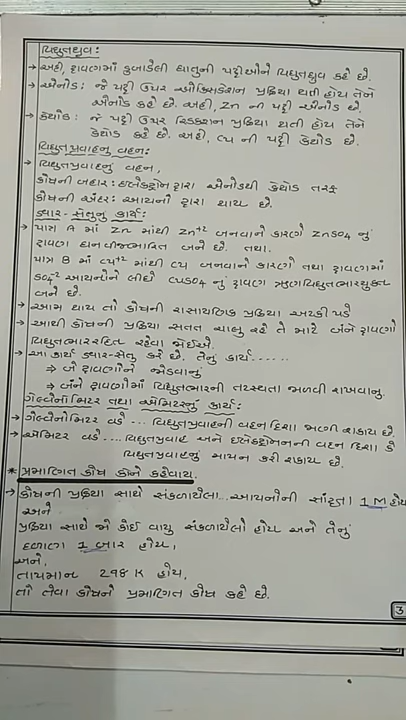 વિદ્યુતધ્રુવ :
→ અહીં, દ્રાવણમાં ડુબાડેલી ધાતુની પટ્ટીઓને વિદ્યુતધ્રુવ કહે છે.
→ એનોડ : જે પટ્ટી ઉપર ઓક્સિડેશન પ્રક્રિયા થતી હોય તેને
એનોડ કહે છે. અહીં, Zn ની પટ્ટી એનોડ છે.
→ કેથોડ : જે પટ્ટી ઉપર રિડક્શન પ્રક્રિયા થતી હોય તેને
કેથોડ કહે છે. અહીં, Cu ની પટ્ટી કેથોડ છે.
વિદ્યુતપ્રવાહનું વહન :
→ વિદ્યુતપ્રવાહનું વહન,
કોષની બહાર : ઇલેક્ટ્રોન દ્વારા એનોડથી કેથોડ તરફ
કોષની અંદર : આયનો દ્વારા થાય છે.
ક્ષાર - સેતુનું કાર્ય :
→ પાત્ર A માં Zn માંથી Zn+2 બનવાને કારણે ZnSO4 નું
દ્રાવણ ધનવીજભારિત બને છે. તથા.
પાત્ર B માં Cu+2 માંથી Cu બનવાને કારણે તથા દ્રાવણમાં
SO4-2 આયનોને લીધે CuSO4 નું દ્રાવણ ઋણવિદ્યુતભારયુક્ત
બને છે.
→ આમ થાય તો કોષની રાસાયણિક પ્રક્રિયા અટકી પડે
→ આથી કોષની પ્રક્રિયા સતત ચાલુ રહે તે માટે બંને દ્રાવણો
વિદ્યુતભારરહિત રહેવા જોઈએ.
→ આ કાર્ય ક્ષાર-સેતુ કરે છે. તેનું કાર્ય......
⇒ બે દ્રાવણોને જોડવાનું
⇒ બંને દ્રાવણોમાં વિદ્યુતભારની તટસ્થતા જાળવી રાખવાનુ.
ગેલ્વેનોમિટર તથા એમિટરનું કાર્ય :
→ ગેલ્વેનોમિટર વડે ... વિદ્યુતપ્રવાહની વહન દિશા જાણી શકાય છે.
→ એમિટર વડે .... વિદ્યુતપ્રવાહ અને ઇલેક્ટ્રોનનની વહન દિશા કે
વિદ્યુતપ્રવાહનું માપન કરી શકાય છે.
* પ્રમાણિત કોષ કોને કહેવાય.
→ કોષની પ્રક્રિયા સાથે સંકળાયેલા... આયનોની સાંદ્રતા 1 M હોય
અને
પ્રક્રિયા સાથે જો કોઈ વાયુ સંકળાયેલો હોય અને તેનું
દબાણ 1 બાર હોય,
અને,
તાપમાન 298 K હોય,
તો તેવા કોષને પ્રમાણિત કોષ કહે છે.
3